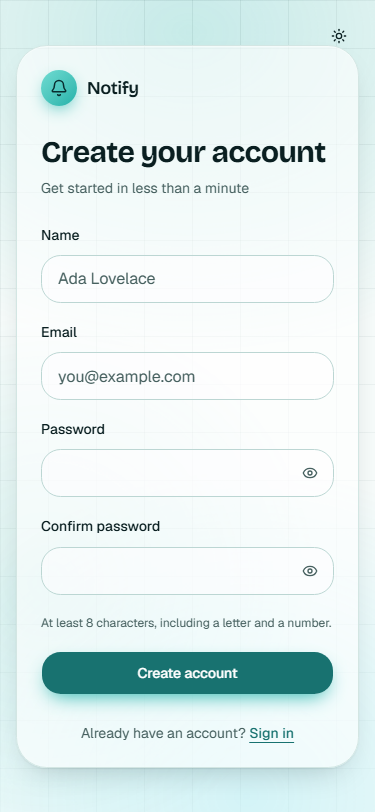 Notify
Create your account
Get started in less than a minute
Name
Ada Lovelace
Email
you@example.com
Password
Confirm password
At least 8 characters, including a letter and a number.
Create account
Already have an account? Sign in